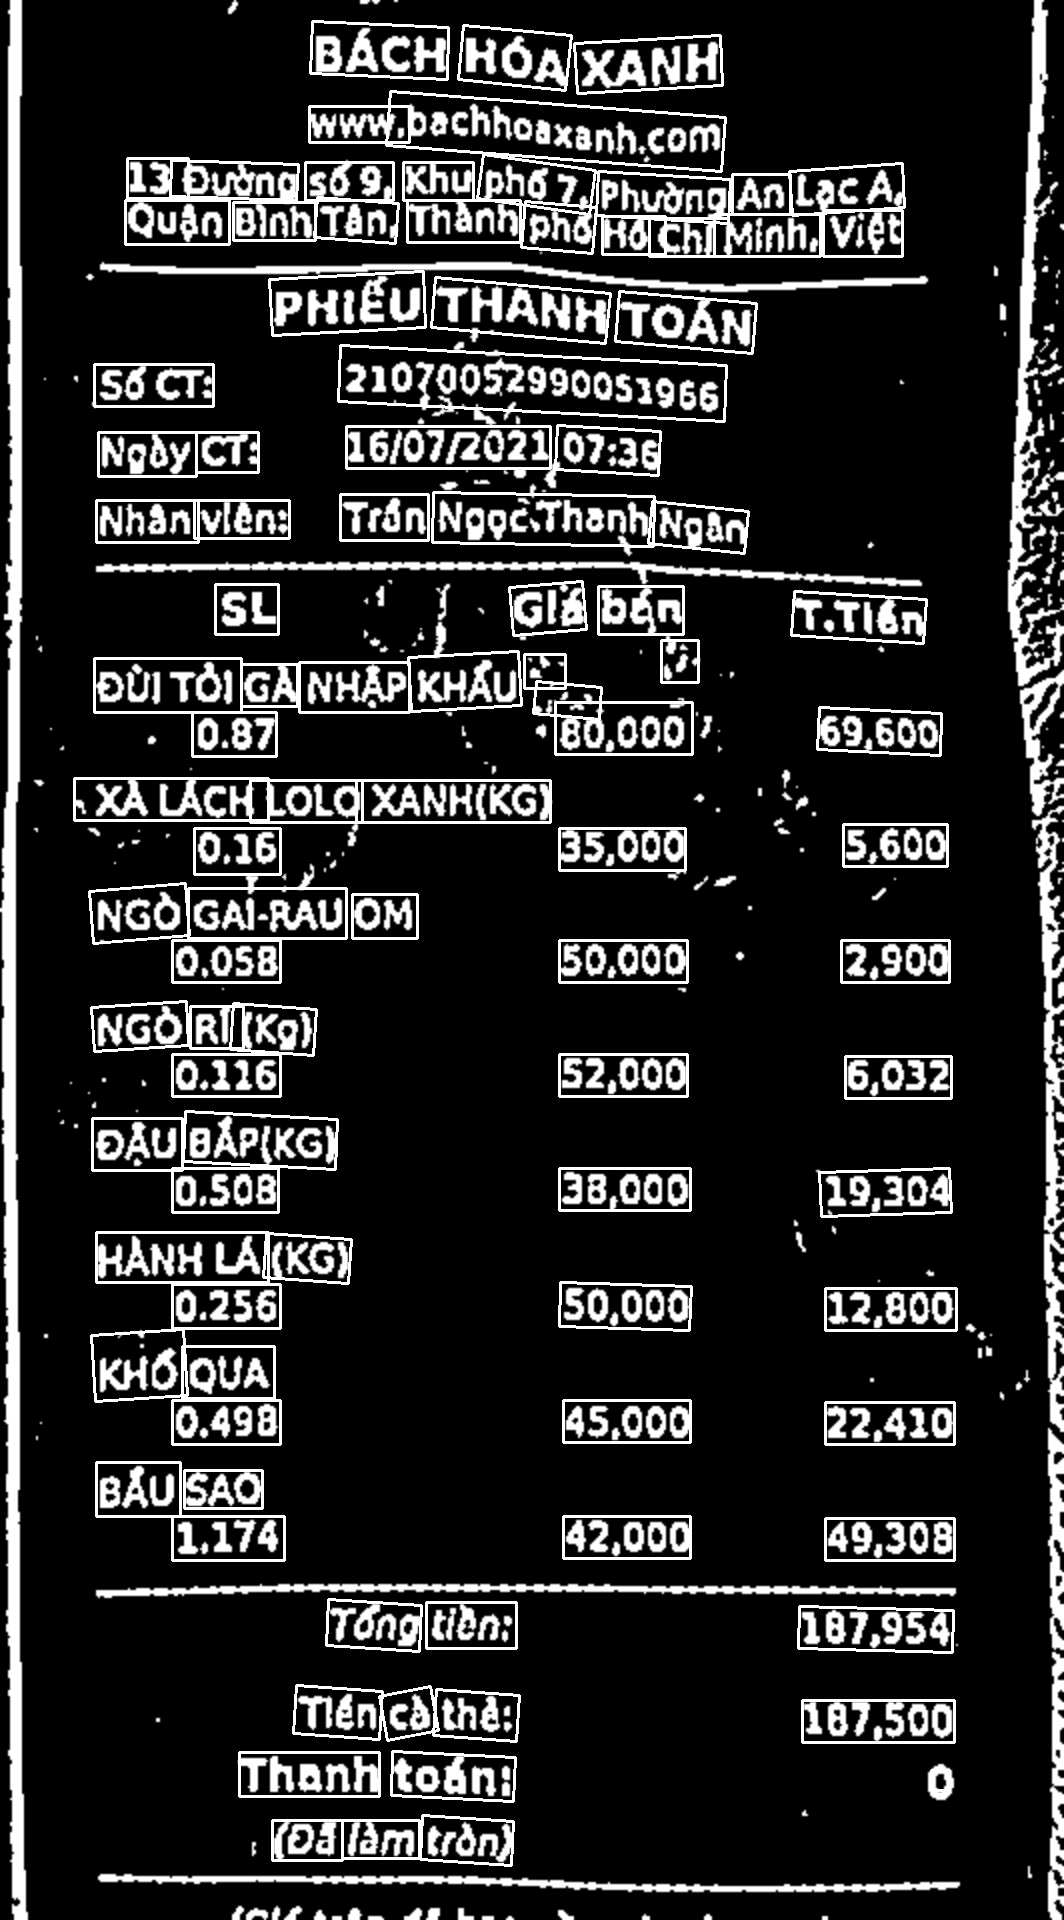 BÁCH HÓA XANH
www.bachhoaxanh.com
13 Đường số 9, Khu phố 7, Phường An Lạc A,
Quận Bình Tân, Thành phố Hồ Chí Minh, Việt
PHIẾU THANH TOÁN
Số CT: 21070052990051966
Ngày CT: 16/07/2021 07:36
Nhân viên: Trần Ngọc Thanh Ngân
SL Giá bán T.Tiền
ĐÙI TỎI GÀ NHẬP KHẨU
0.87 80,000 69,600
XÀ LÁCH LOLO XANH(KG)
0.16 35,000 5,600
NGÒ GAI-RAU OM
0.058 50,000 2,900
NGÒ RÍ (Kg)
0.116 52,000 6,032
ĐẬU BẮP(KG)
0.508 38,000 19,304
HÀNH LÁ (KG)
0.256 50,000 12,800
KHỔ QUA
0.498 45,000 22,410
BẦU SAO
1.174 42,000 49,308
Tổng tiền: 187,954
Tiền cà thẻ: 187,500
Thanh toán: 0
(Đã làm tròn)